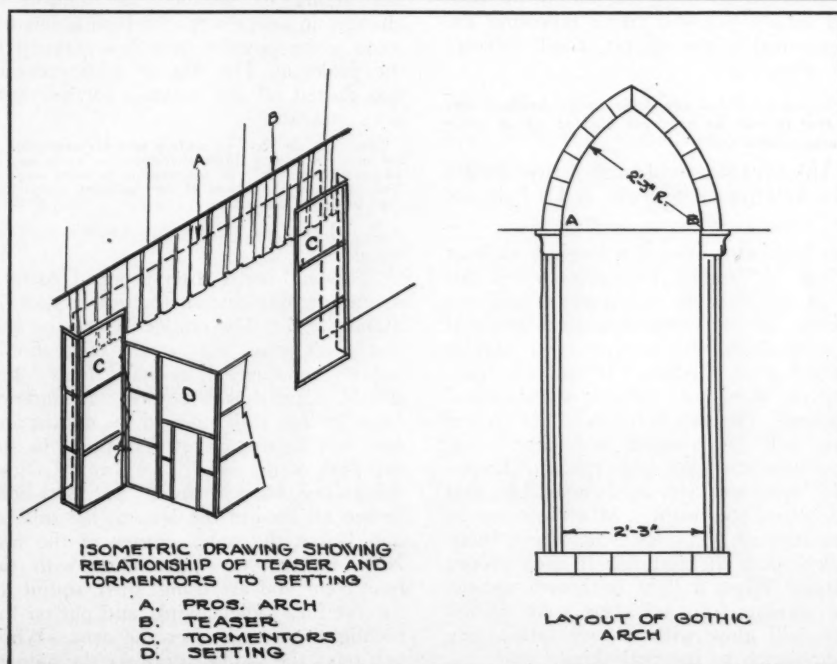 A
B
C
C
D
ISOMETRIC DRAWING SHOWING
RELATIONSHIP OF TEASER AND
TORMENTORS TO SETTING
A. PROS. ARCH
B. TEASER
C. TORMENTORS
D. SETTING
2'-3" R.
A
B
2'-3"
LAYOUT OF GOTHIC
ARCH